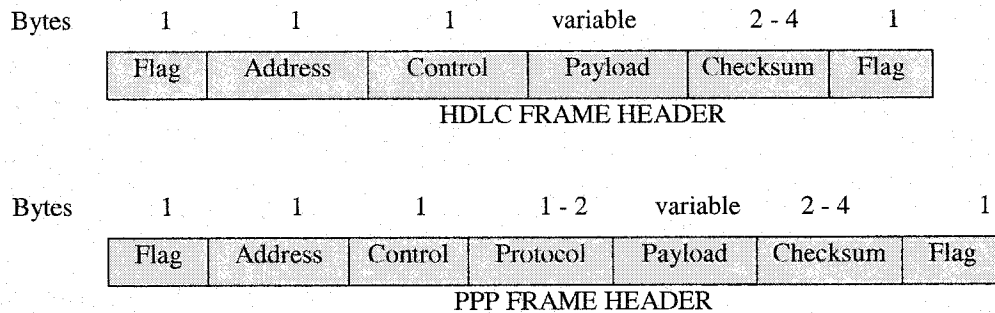 Bytes 1 1 1 variable 2 - 4 1
Flag Address Control Payload Checksum Flag
HDLC FRAME HEADER
Bytes 1 1 1 1 - 2 variable 2 - 4 1
Flag Address Control Protocol Payload Checksum Flag
PPP FRAME HEADER